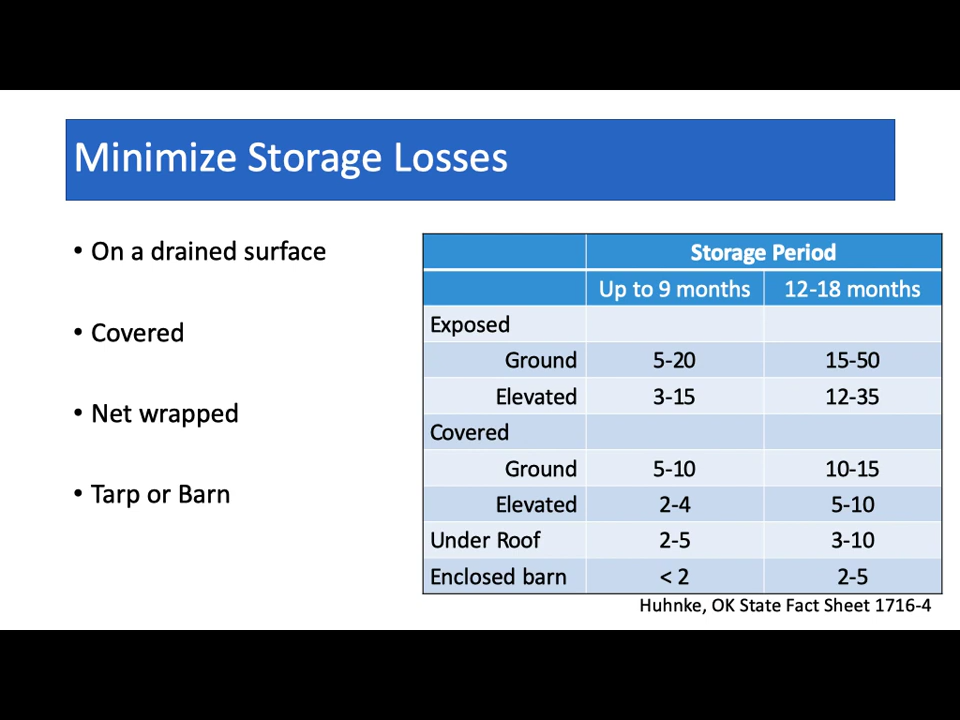 Minimize Storage Losses
• On a drained surface
• Covered
• Net wrapped
• Tarp or Barn
Storage Period
Up to 9 months 12-18 months
Exposed
Ground 5-20 15-50
Elevated 3-15 12-35
Covered
Ground 5-10 10-15
Elevated 2-4 5-10
Under Roof 2-5 3-10
Enclosed barn < 2 2-5
Huhnke, OK State Fact Sheet 1716-4